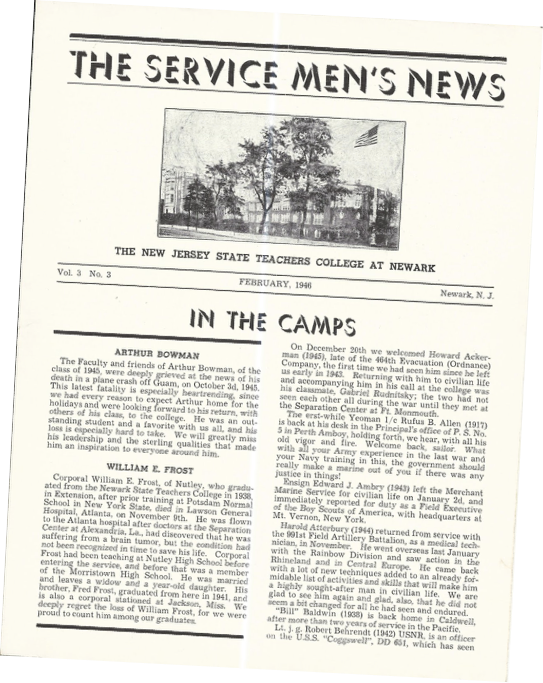 THE SERVICE MEN'S NEWS
THE NEW JERSEY STATE TEACHERS COLLEGE AT NEWARK
Vol. 3 No. 3
FEBRUARY, 1946
Newark, N. J.
IN THE CAMPS
ARTHUR BOWMAN
The Faculty and friends of Arthur Bowman, of the
class of 1945, were deeply grieved at the news of his
death in a plane crash off Guam, on October 3d, 1945.
This latest fatality is especially heartrending, since
we had every reason to expect Arthur home for the
holidays and were looking forward to his return, with
others of his class, to the college. He was an out-
standing student and a favorite with us all, and his
loss is especially hard to take. We will greatly miss
his leadership and the sterling qualities that made
him an inspiration to everyone around him.
WILLIAM E. FROST
Corporal William E. Frost, of Nutley, who gradu-
ated from the Newark State Teachers College in 1938,
in Extension, after prior training at Potsdam Normal
School in New York State, died in Lawson General
Hospital, Atlanta, on November 9th. He was flown
to the Atlanta hospital after doctors at the Separation
Center at Alexandria, La., had discovered that he was
suffering from a brain tumor, but the condition had
not been recognized in time to save his life. Corporal
Frost had been teaching at Nutley High School before
entering the service, and before that was a member
of the Morristown High School. He was married
and leaves a widow and a year-old daughter. His
brother, Fred Frost, graduated from here in 1941, and
is also a corporal stationed at Jackson, Miss. We
deeply regret the loss of William Frost, for we were
proud to count him among our graduates.
On December 26th we welcomed Howard Acker-
man (1945), late of the 464th Evacuation (Ordnance)
Company, the first time we had seen him since he left
us early in 1943. Returning with him to civilian life
and accompanying him in his call at the college was
his classmate, Gabriel Rudnitsky; the two had not
seen each other all during the war until they met at
the Separation Center at Ft. Monmouth.
The erst-while Yeoman 1/c Rufus B. Allen (1917)
is back at his desk in the Principal's office of P. S. No.
5 in Perth Amboy, holding forth, we hear, with all his
old vigor and fire. Welcome back, sailor. What
with all your Army experience in the last war and
your Navy training in this, the government should
really make a marine out of you if there was any
justice in things!
Ensign Edward J. Ambry (1943) left the Merchant
Marine Service for civilian life on January 2d, and
immediately reported for duty as a Field Executive
of the Boy Scouts of America, with headquarters at
Mt. Vernon, New York.
Harold Atterbury (1944) returned from service with
the 991st Field Artillery Battalion, as a medical tech-
nician, in November. He went overseas last January
with the Rainbow Division and saw action in the
Rhineland and in Central Europe. He came back
with a lot of new techniques added to an already for-
midable list of activities and skills that will make him
a highly sought-after man in civilian life. We are
glad to see him again and glad, also, that he did not
seem a bit changed for all he had seen and endured.
"Bill" Baldwin (1938) is back home in Caldwell,
after more than two years of service in the Pacific.
Lt. j. g. Robert Behrendt (1942) USNR, is an officer
on the U.S.S. "Coggswell", DD 651, which has seen